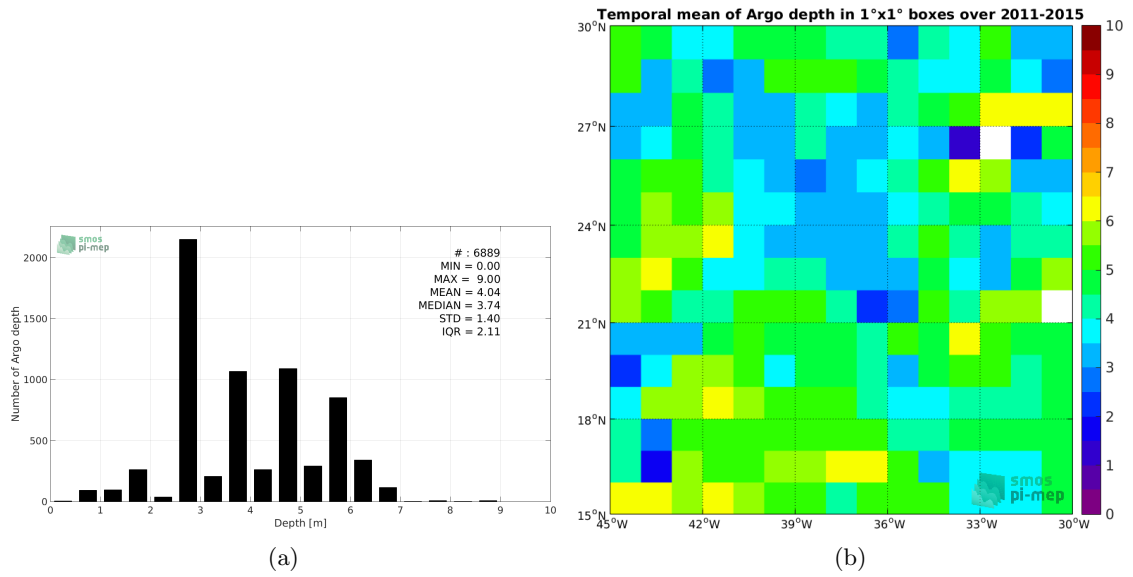 smos
pi-mep
# : 6889
MIN = 0.00
MAX = 9.00
MEAN = 4.04
MEDIAN = 3.74
STD = 1.40
IQR = 2.11
Number of Argo depth
2000
1500
1000
500
0
0 1 2 3 4 5 6 7 8 9 10
Depth [m]
(a)
Temporal mean of Argo depth in 1°x1° boxes over 2011-2015
30°N
27°N
24°N
21°N
18°N
15°N
45°W 42°W 39°W 36°W 33°W 30°W
smos
pi-mep
10
9
8
7
6
5
4
3
2
1
0
(b)